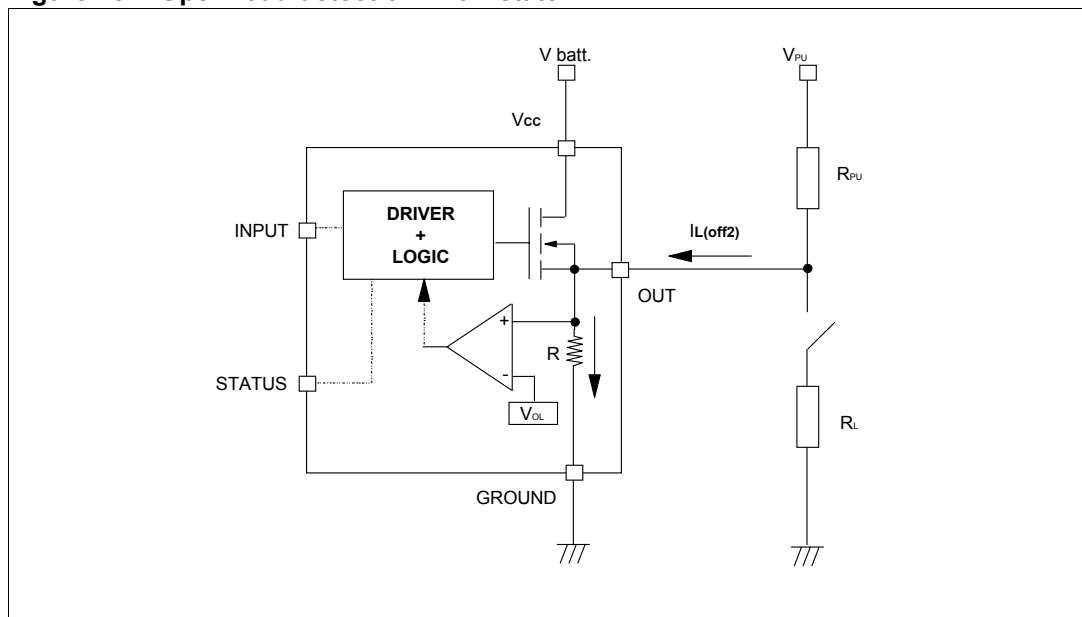 V batt.
VPU
Vcc
RPU
DRIVER
+
LOGIC
INPUT
IL(off2)
OUT
+
R
-
STATUS
VOL
RL
GROUND